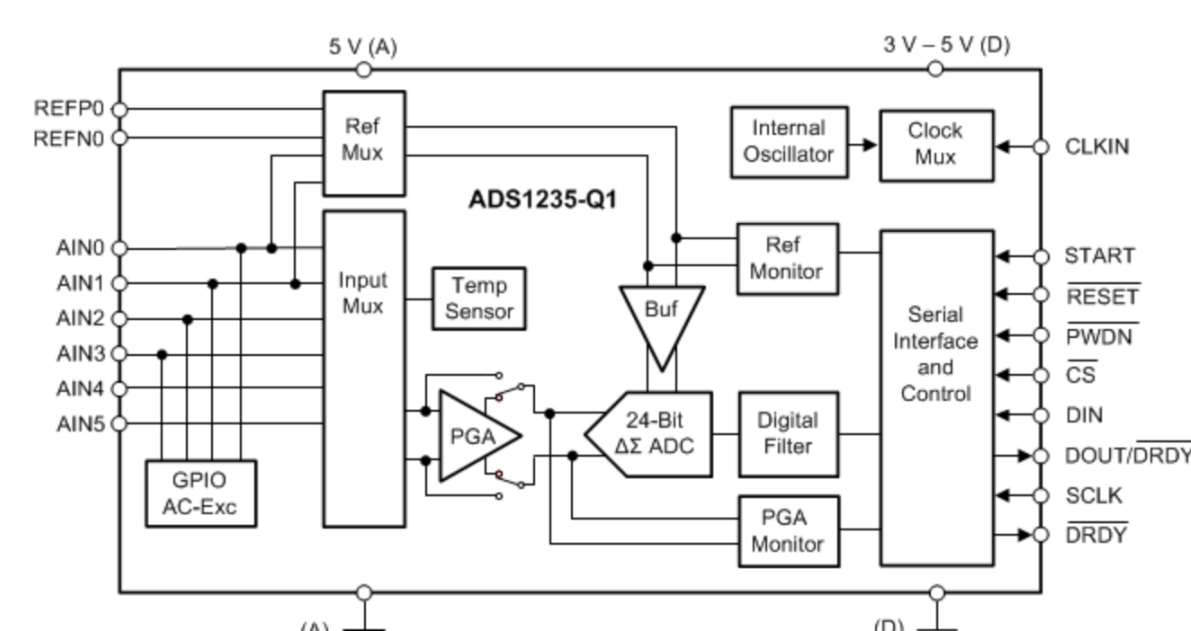 5 V (A)
3 V – 5 V (D)
REFP0
REFN0
Ref
Mux
Internal
Oscillator
Clock
Mux
CLKIN
ADS1235-Q1
AIN0
AIN1
AIN2
AIN3
AIN4
AIN5
Input
Mux
Temp
Sensor
Ref
Monitor
Buf
Serial
Interface
and
Control
START
RESET
PWDN
CS
DIN
DOUT/DRDY
SCLK
DRDY
PGA
24-Bit
ΔΣ ADC
Digital
Filter
GPIO
AC-Exc
PGA
Monitor
(A)
(D)